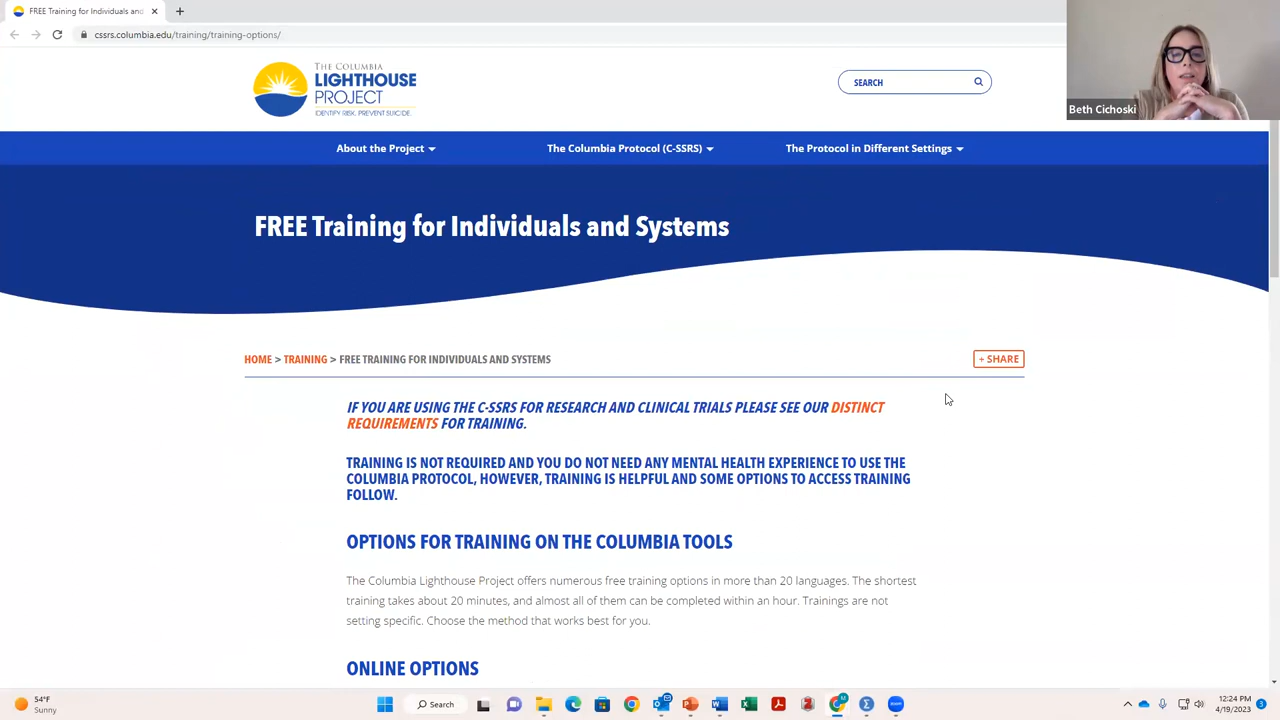 FREE Training for Individuals and
cssrs.columbia.edu/training/training-options/
Beth Cichoski
THE COLUMBIA
LIGHTHOUSE
PROJECT
IDENTIFY RISK. PREVENT SUICIDE.
SEARCH
About the Project
The Columbia Protocol (C-SSRS)
The Protocol in Different Settings
FREE Training for Individuals and Systems
HOME > TRAINING > FREE TRAINING FOR INDIVIDUALS AND SYSTEMS
+ SHARE
IF YOU ARE USING THE C-SSRS FOR RESEARCH AND CLINICAL TRIALS PLEASE SEE OUR DISTINCT
REQUIREMENTS FOR TRAINING.
TRAINING IS NOT REQUIRED AND YOU DO NOT NEED ANY MENTAL HEALTH EXPERIENCE TO USE THE
COLUMBIA PROTOCOL, HOWEVER, TRAINING IS HELPFUL AND SOME OPTIONS TO ACCESS TRAINING
FOLLOW.
OPTIONS FOR TRAINING ON THE COLUMBIA TOOLS
The Columbia Lighthouse Project offers numerous free training options in more than 20 languages. The shortest
training takes about 20 minutes, and almost all of them can be completed within an hour. Trainings are not
setting specific. Choose the method that works best for you.
ONLINE OPTIONS
54°F
Sunny
Search
12:24 PM
4/19/2023